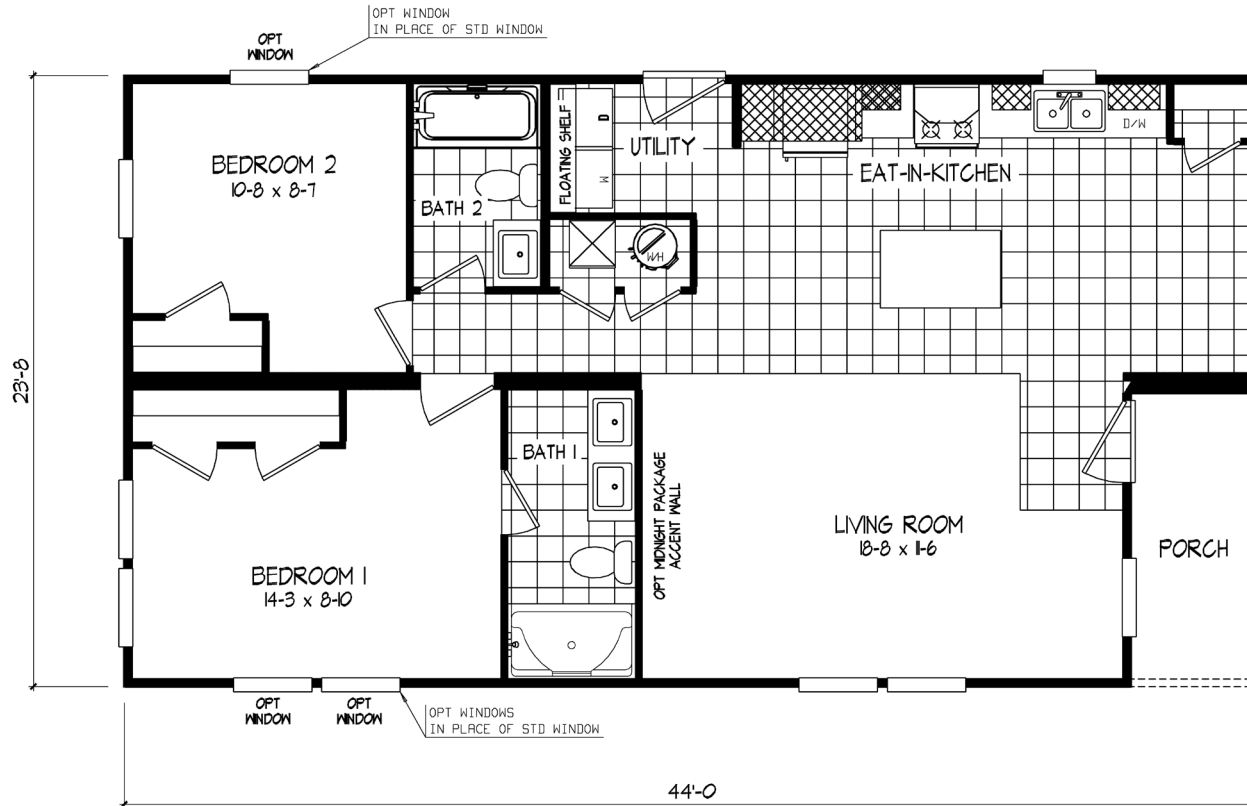 OPT WINDOW
IN PLACE OF STD WINDOW
OPT
WINDOW
BEDROOM 2
10-8 x 8-7
BATH 2
FLOATING SHELF
D
W
UTILITY
W/H
EAT-IN-KITCHEN
D/W
23'-8
BATH 1
OPT MIDNIGHT PACKAGE
ACCENT WALL
LIVING ROOM
18-8 x 11-6
PORCH
BEDROOM 1
14-3 x 8-10
OPT
WINDOW
OPT
WINDOW
OPT WINDOWS
IN PLACE OF STD WINDOW
44'-0